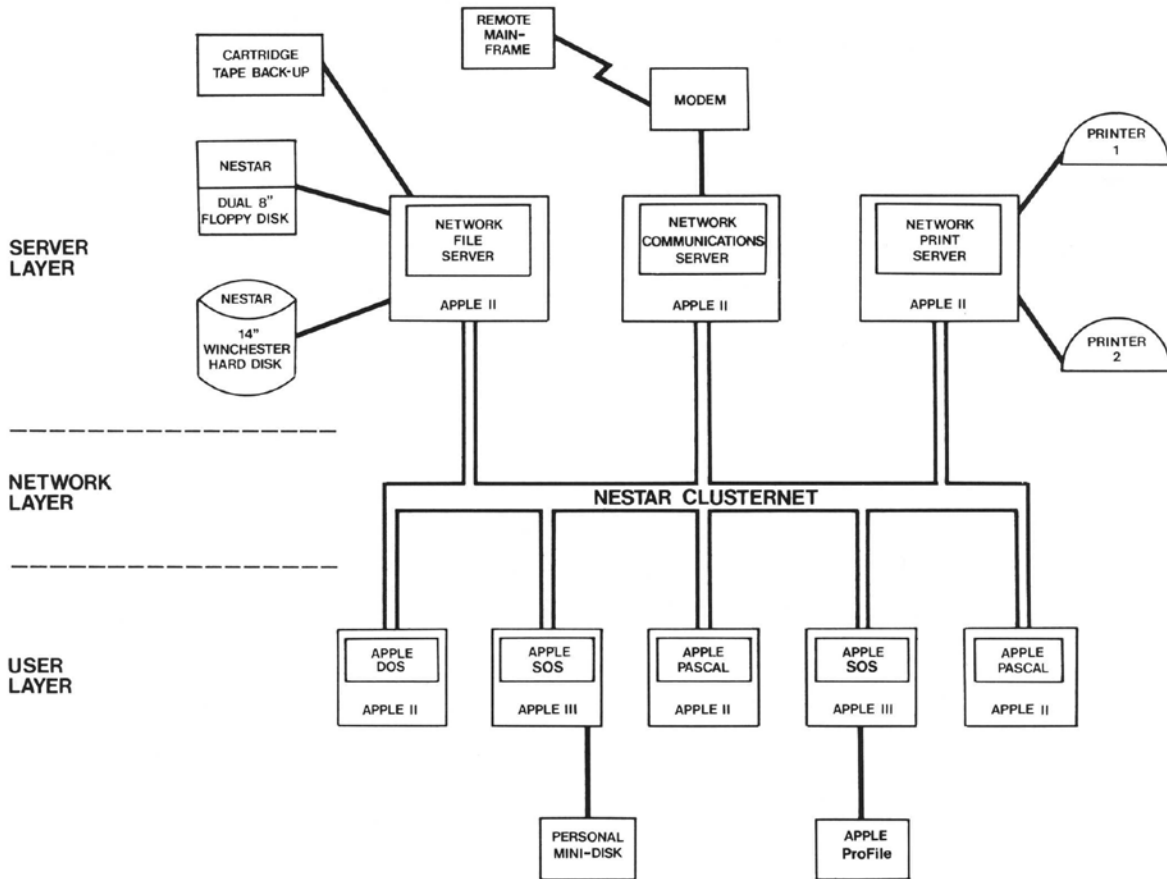 REMOTE
MAIN-
FRAME
CARTRIDGE
TAPE BACK-UP
MODEM
PRINTER
1
NESTAR
DUAL 8"
FLOPPY DISK
NETWORK
FILE
SERVER
APPLE II
NETWORK
COMMUNICATIONS
SERVER
APPLE II
NETWORK
PRINT
SERVER
APPLE II
SERVER
LAYER
NESTAR
14"
WINCHESTER
HARD DISK
PRINTER
2
NETWORK
LAYER
NESTAR CLUSTERNET
USER
LAYER
APPLE
DOS
APPLE II
APPLE
SOS
APPLE III
APPLE
PASCAL
APPLE II
APPLE
SOS
APPLE III
APPLE
PASCAL
APPLE II
PERSONAL
MINI-DISK
APPLE
ProFile